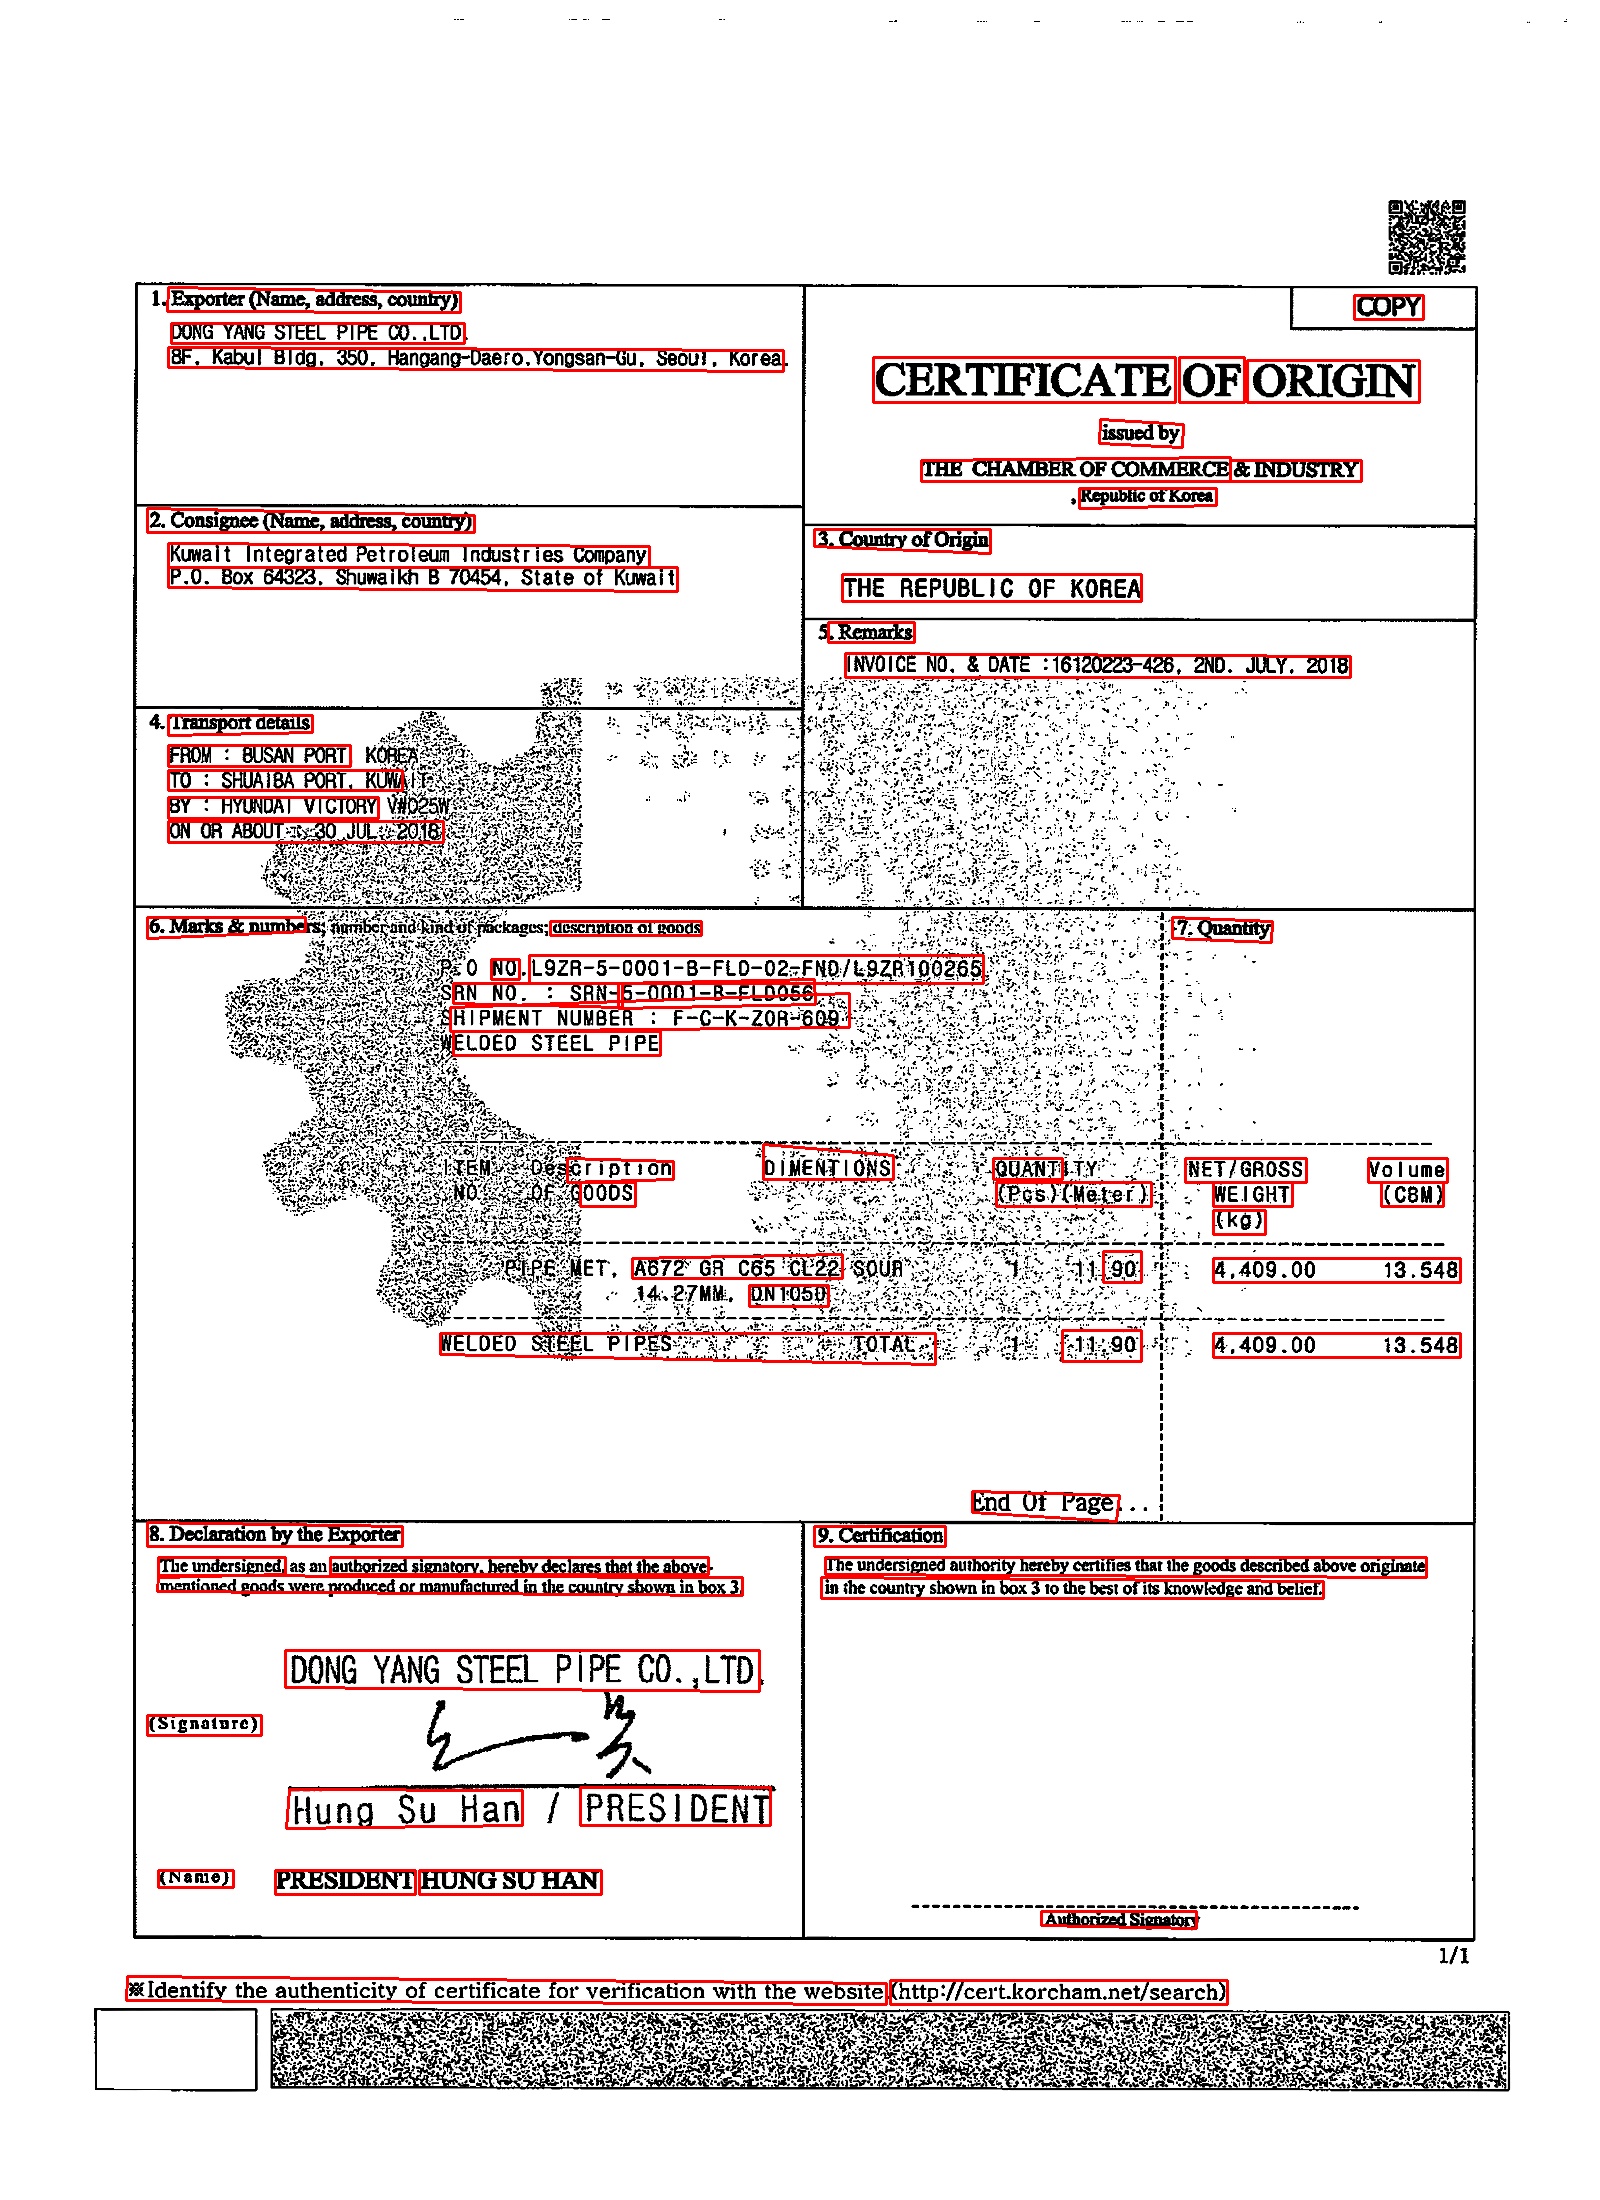 COPY
1. Exporter (Name, address, country)
DONG YANG STEEL PIPE CO.,LTD.
8F, Kabul Bldg, 350, Hangang-Daero,Yongsan-Gu, Seoul, Korea.
CERTIFICATE OF ORIGIN
issued by
THE CHAMBER OF COMMERCE & INDUSTRY
Republic of Korea
2. Consignee (Name, address, country)
Kuwait Integrated Petroleum Industries Company
P.O. Box 64323, Shuwaikh B 70454, State of Kuwait
3. Country of Origin
THE REPUBLIC OF KOREA
4. Transport details
FROM : BUSAN PORT, KOREA
TO : SHUAIBA PORT, KUWAIT
BY : HYUNDAI VICTORY V#025W
ON OR ABOUT : 30 JUL. 2018
5. Remarks
INVOICE NO. & DATE :16120223-426, 2ND. JULY. 2018
6. Marks & numbers; number and kind of packages; description of goods
7. Quantity
P.O NO. L9ZR-5-0001-B-FLD-02-FND/L9ZR100265
SRN NO. : SRN-5-0001-B-FLD056
SHIPMENT NUMBER : F-C-K-ZOR-609
WELDED STEEL PIPE
ITEM Description DIMENTIONS QUANTITY NET/GROSS Volume
NO. OF GOODS (Pcs)(Meter) WEIGHT (CBM)
(kg)
PIPE MET, A672 GR C65 CL22 SOUR 1 11.90 4,409.00 13.548
14.27MM, DN1050
WELDED STEEL PIPES TOTAL : 1 11.90 4,409.00 13.548
End Of Page...
8. Declaration by the Exporter
The undersigned, as an authorized signatory, hereby declares that the above-
mentioned goods were produced or manufactured in the country shown in box 3
DONG YANG STEEL PIPE CO.,LTD.
(Signature)
Hung Su Han / PRESIDENT
(Name) PRESIDENT HUNG SU HAN
9. Certification
The undersigned authority hereby certifies that the goods described above originate
in the country shown in box 3 to the best of its knowledge and belief.
Authorized Signatory
1/1
※Identify the authenticity of certificate for verification with the website (http://cert.korcham.net/search)